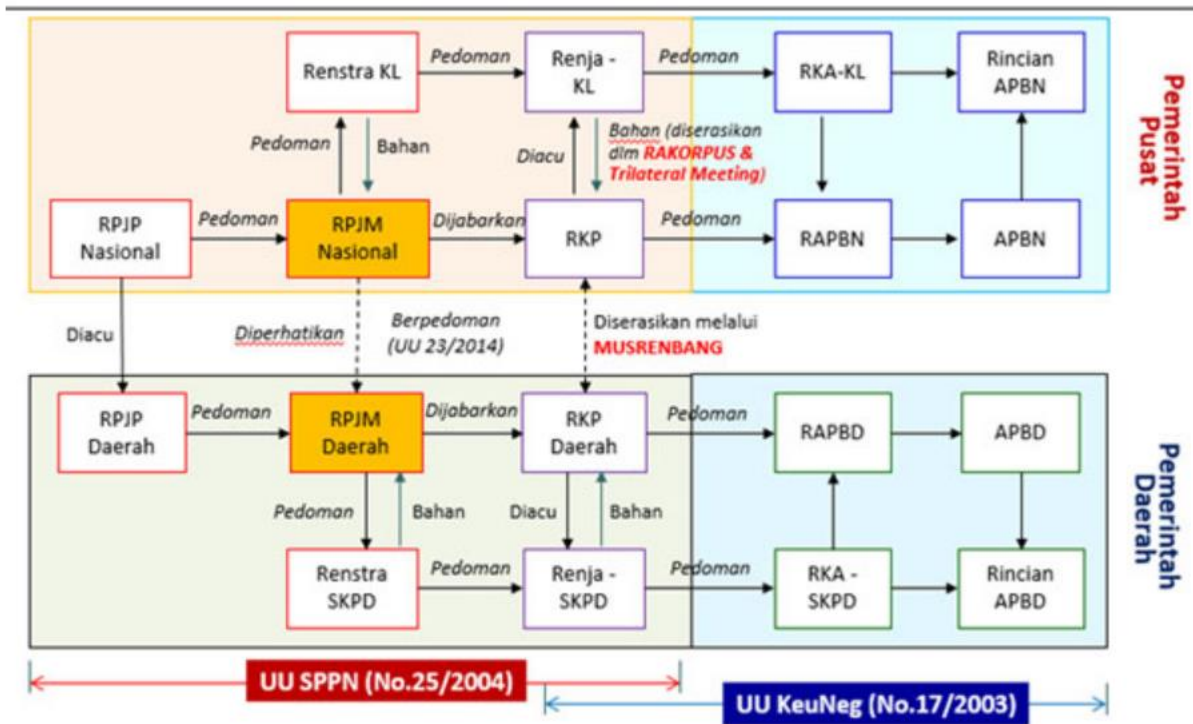 Pedoman
Pedoman
Renstra KL
Renja -
KL
RKA-KL
Rincian
APBN
Pedoman
Bahan
Diacu
Bahan (diserasikan
dlm RAKORPUS &
Trilateral Meeting)
RPJP
Nasional
Pedoman
RPJM
Nasional
Dijabarkan
RKP
Pedoman
RAPBN
APBN
Pemerintah
Pusat
Diacu
Diperhatikan
Berpedoman
(UU 23/2014)
Diserasikan melalui
MUSRENBANG
RPJP
Daerah
Pedoman
RPJM
Daerah
Dijabarkan
RKP
Daerah
Pedoman
RAPBD
APBD
Pedoman
Bahan
Diacu
Bahan
Renstra
SKPD
Pedoman
Renja -
SKPD
Pedoman
RKA -
SKPD
Rincian
APBD
Pemerintah
Daerah
UU SPPN (No.25/2004)
UU KeuNeg (No.17/2003)